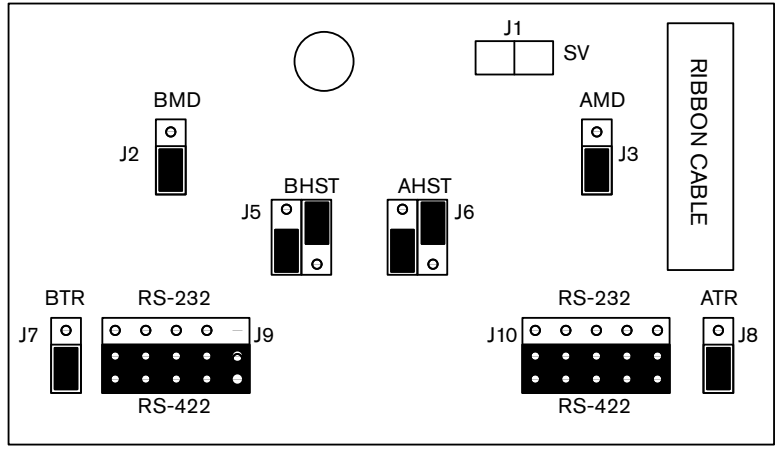 J1
SV
BMD
AMD
RIBBON CABLE
J2
J3
BHST
AHST
J5
J6
BTR
RS-232
RS-232
ATR
J7
J9
J10
J8
RS-422
RS-422